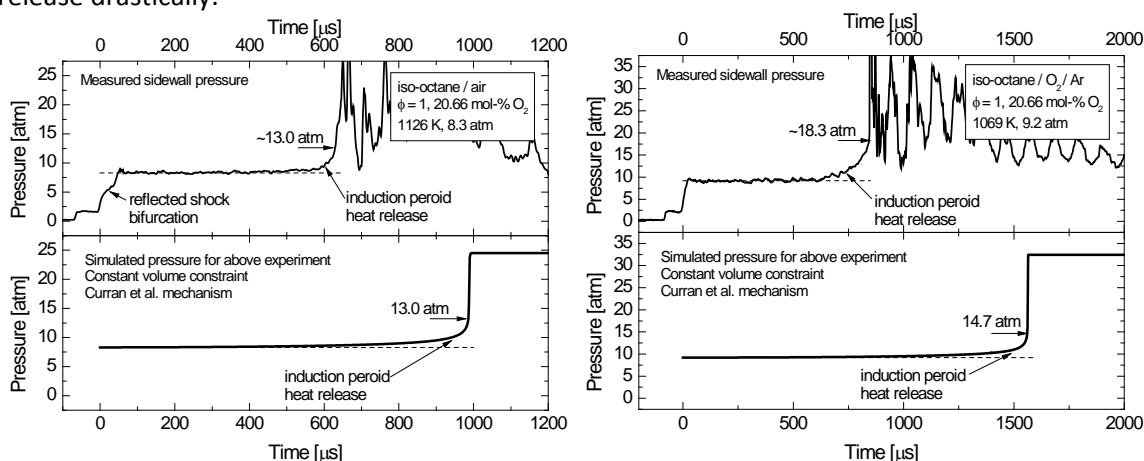 release drastically.
Time [μs]
0 200 400 600 800 1000 1200
25
20
15
10
5
0
Pressure [atm]
Measured sidewall pressure
iso-octane / air
ϕ = 1, 20.66 mol-% O2
1126 K, 8.3 atm
~13.0 atm
reflected shock
bifurcation
induction peroid
heat release
25
20
15
10
5
0
Pressure [atm]
Simulated pressure for above experiment
Constant volume constraint
Curran et al. mechanism
13.0 atm
induction peroid
heat release
0 200 400 600 800 1000 1200
Time [μs]
Time [μs]
0 500 1000 1500 2000
35
30
25
20
15
10
5
0
Pressure [atm]
Measured sidewall pressure
iso-octane / O2 / Ar
ϕ = 1, 20.66 mol-% O2
1069 K, 9.2 atm
~18.3 atm
induction peroid
heat release
35
30
25
20
15
10
5
0
Pressure [atm]
Simulated pressure for above experiment
Constant volume constraint
Curran et al. mechanism
14.7 atm
induction peroid
heat release
0 500 1000 1500 2000
Time [μs]